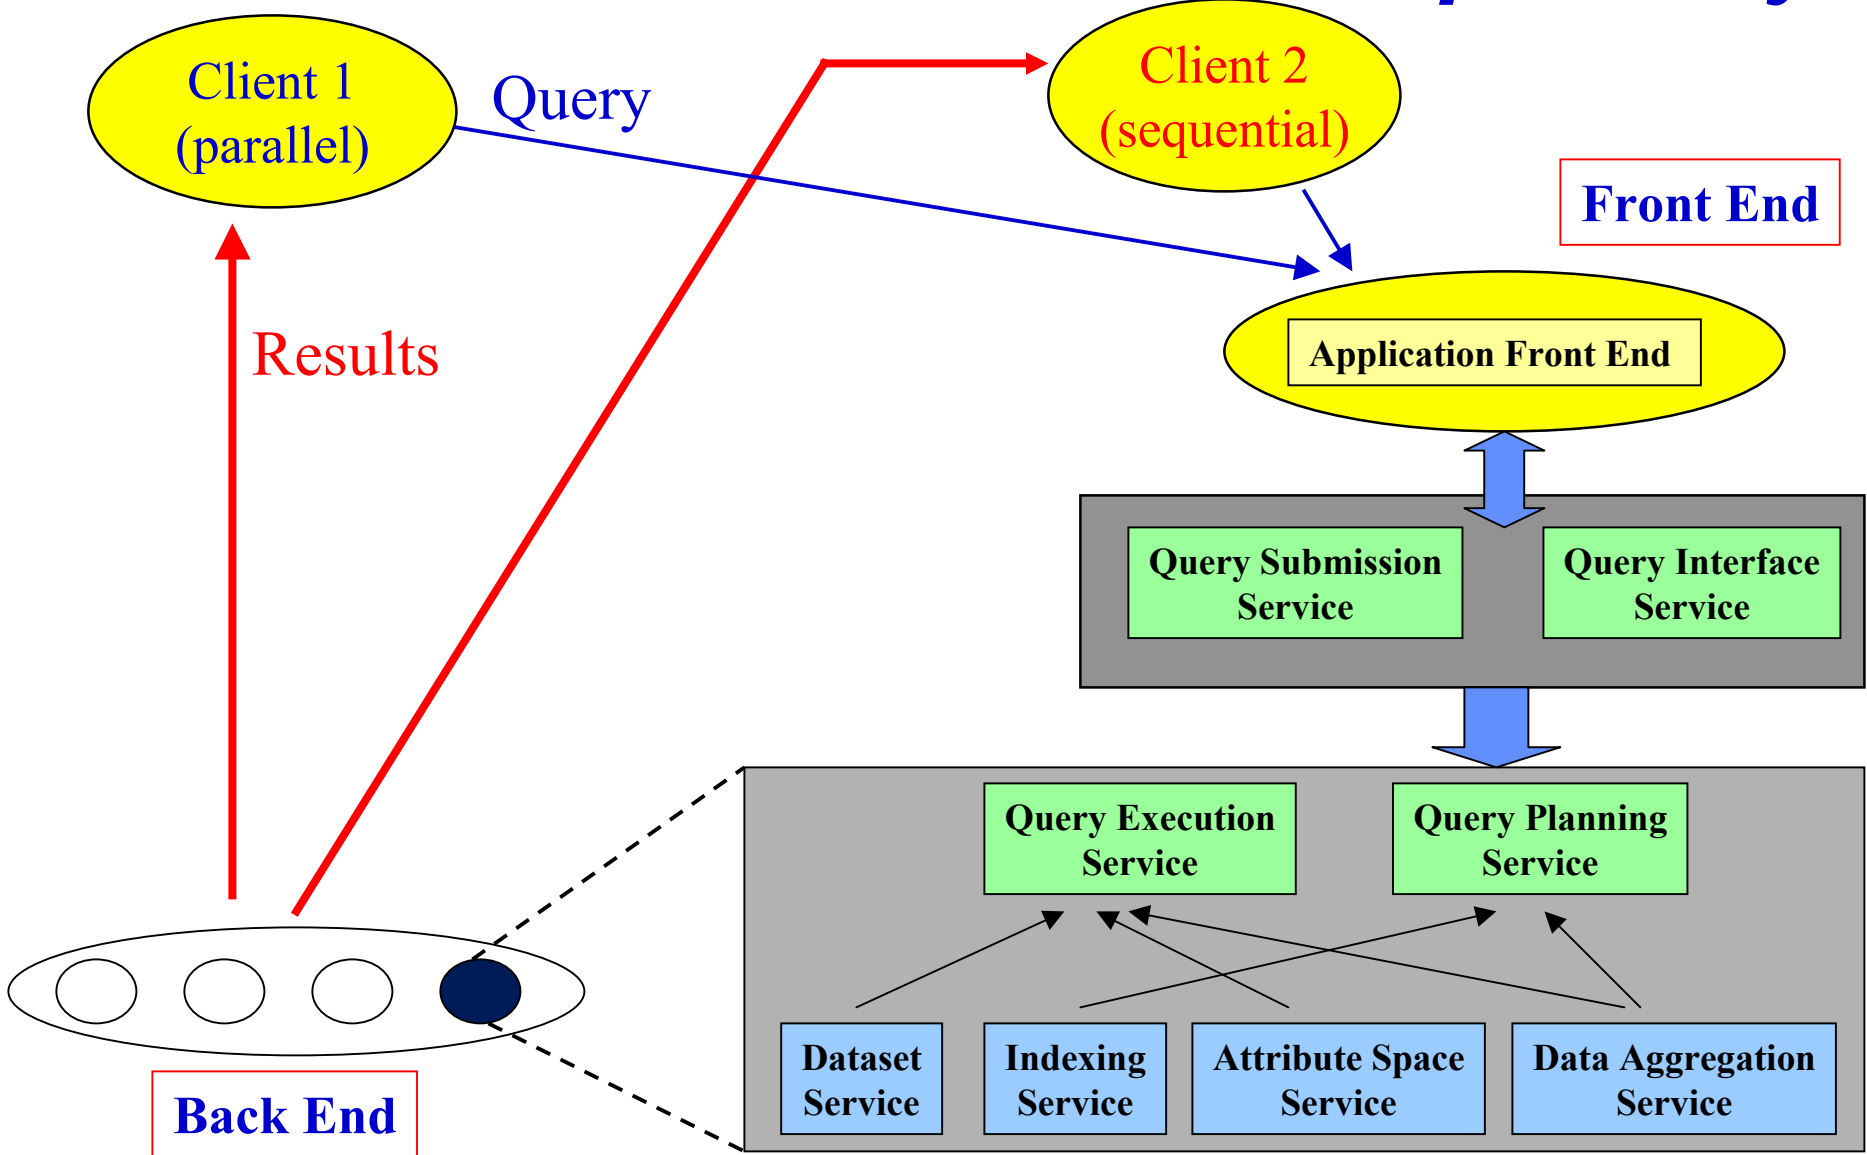 Client 1
(parallel)
Query
Client 2
(sequential)
Front End
Results
Application Front End
Query Submission
Service
Query Interface
Service
Query Execution
Service
Query Planning
Service
Dataset
Service
Indexing
Service
Attribute Space
Service
Data Aggregation
Service
Back End